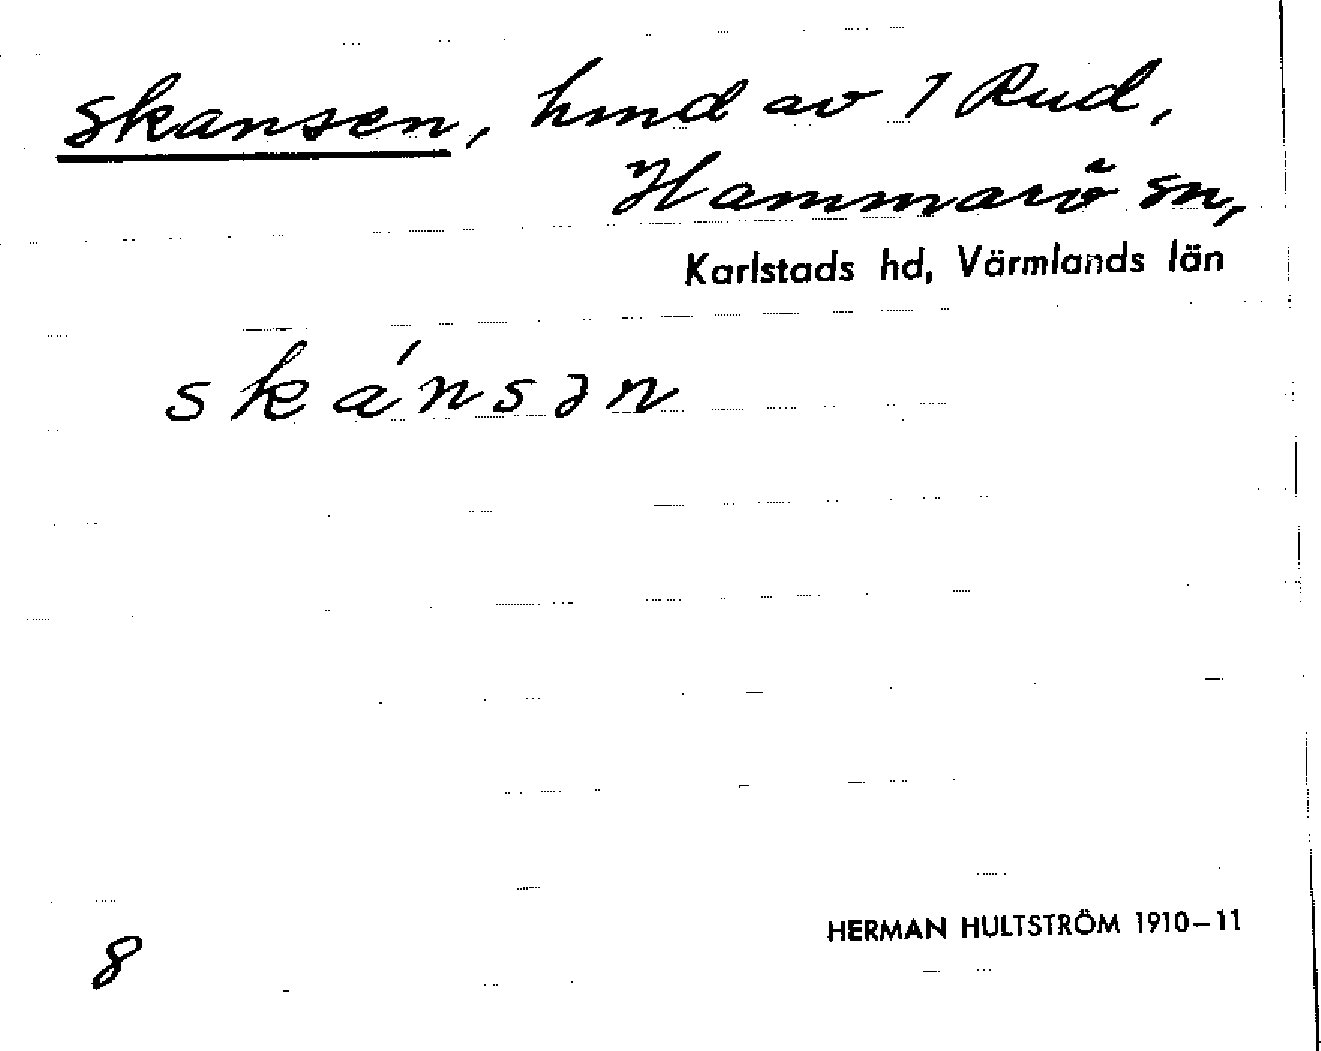 Skansen, hmd av 1 Rud,
Hammarö sn,
Karlstads hd, Värmlands län
skánsən
8
HERMAN HULTSTRÖM 1910–11